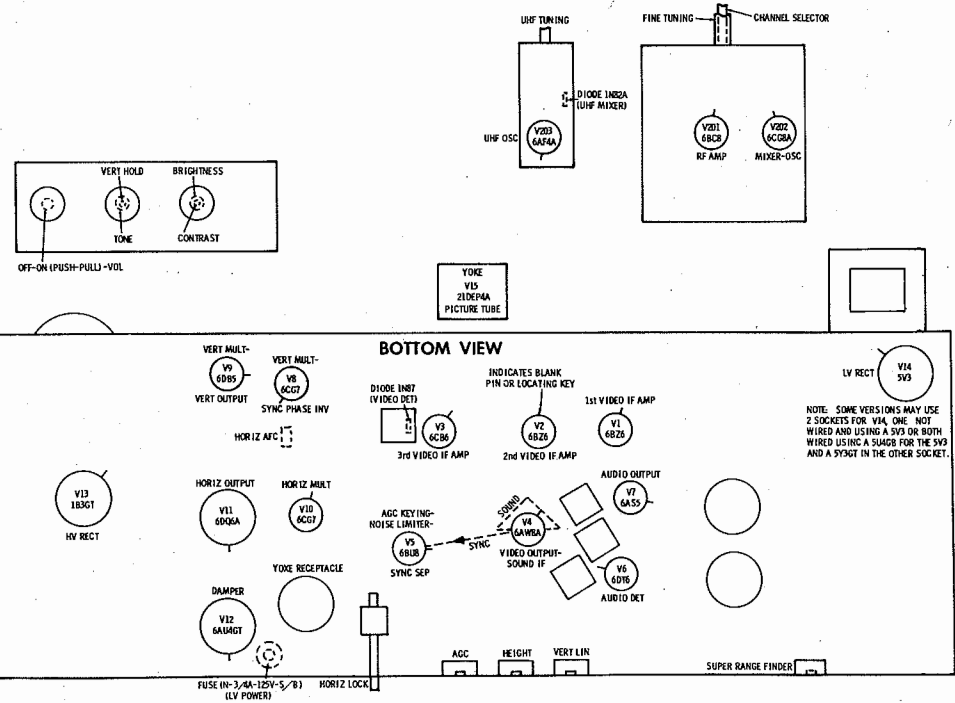 UHF TUNING
FINE TUNING
CHANNEL SELECTOR
DIODE 1N82A
(UHF MIXER)
UHF OSC
V203
6AF4A
V201
6BC8
RF AMP
V202
6CG8A
MIXER-OSC
VERT HOLD
BRIGHTNESS
TONE
CONTRAST
OFF-ON (PUSH-PULL) -VOL
YOKE
V15
21DEP4A
PICTURE TUBE
BOTTOM VIEW
VERT MULT-
V9
6DB5
VERT OUTPUT
VERT MULT-
V8
6CG7
SYNC PHASE INV
HORIZ AFC
DIODE 1N87
(VIDEO DET)
V3
6CB6
3rd VIDEO IF AMP
INDICATES BLANK
PIN OR LOCATING KEY
V2
6BZ6
2nd VIDEO IF AMP
1st VIDEO IF AMP
V1
6BZ6
LV RECT
V14
5V3
NOTE: SOME VERSIONS MAY USE
2 SOCKETS FOR V14, ONE NOT
WIRED AND USING A 5V3 OR BOTH
WIRED USING A 5U4GB FOR THE 5V3
AND A 5Y3GT IN THE OTHER SOCKET.
V13
1B3GT
HV RECT
HORIZ OUTPUT
V11
6DQ6A
HORIZ MULT
V10
6CG7
AGC KEYING-
NOISE LIMITER-
V5
6BU8
SYNC SEP
SOUND
SYNC
V4
6AW8A
VIDEO OUTPUT-
SOUND IF
AUDIO OUTPUT
V7
6AS5
V6
6DT6
AUDIO DET
YOKE RECEPTACLE
DAMPER
V12
6AU4GT
FUSE (N-3/4A-125V-S/B)
(LV POWER)
HORIZ LOCK
AGC
HEIGHT
VERT LIN
SUPER RANGE FINDER